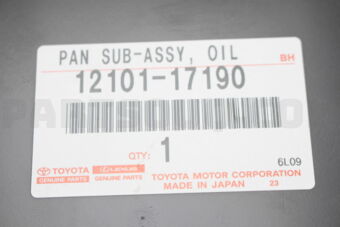 PAN SUB-ASSY, OIL BH
12101-17190
QTY: 1
6L09
TOYOTA LEXUS
GENUINE PARTS GENUINE PARTS
TOYOTA MOTOR CORPORATION
MADE IN JAPAN 23